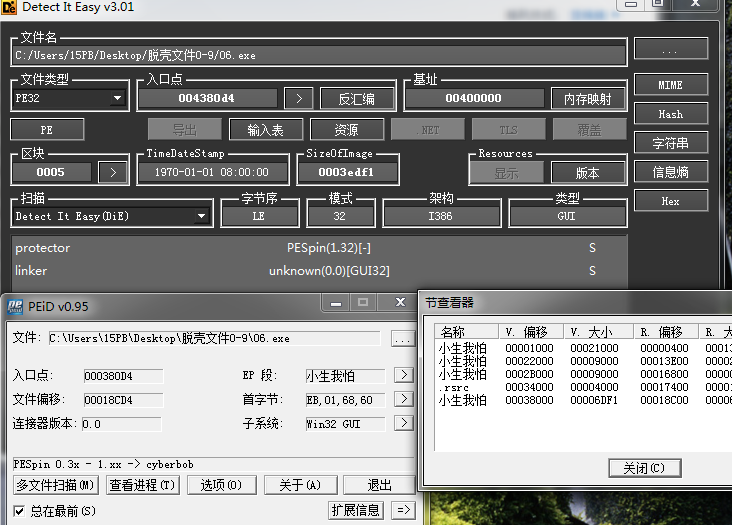 Detect It Easy v3.01
文件名
C:/Users/15PB/Desktop/脱壳文件0-9/06.exe
...
文件类型 入口点 基址
PE32 004380d4 > 反汇编 00400000 内存映射 MIME
PE 导出 输入表 资源 .NET TLS 覆盖 Hash
区块 TimeDateStamp SizeOfImage Resources 字符串
0005 > 1970-01-01 08:00:00 0003edf1 显示 版本 信息熵
扫描 字节序 模式 架构 类型
Detect It Easy(DiE) LE 32 I386 GUI Hex
protector PESpin(1.32)[-] S
linker unknown(0.0)[GUI32] S
PEiD v0.95
文件: C:\Users\15PB\Desktop\脱壳文件0-9\06.exe ...
入口点: 000380D4 EP 段: 小生我怕 >
文件偏移: 00018CD4 首字节: EB,01,68,60 >
连接器版本: 0.0 子系统: Win32 GUI >
PESpin 0.3x - 1.xx -> cyberbob
多文件扫描(M) 查看进程(T) 选项(O) 关于(A) 退出
总在最前(S) 扩展信息 =>
节查看器
名称 V. 偏移 V. 大小 R. 偏移 R. 大
小生我怕 00001000 00021000 00000400 00013
小生我怕 00022000 00009000 00013E00 00002
小生我怕 0002B000 00009000 00016800 00000
.rsrc 00034000 00004000 00017400 00001
小生我怕 00038000 00006DF1 00018C00 00006
关闭(C)